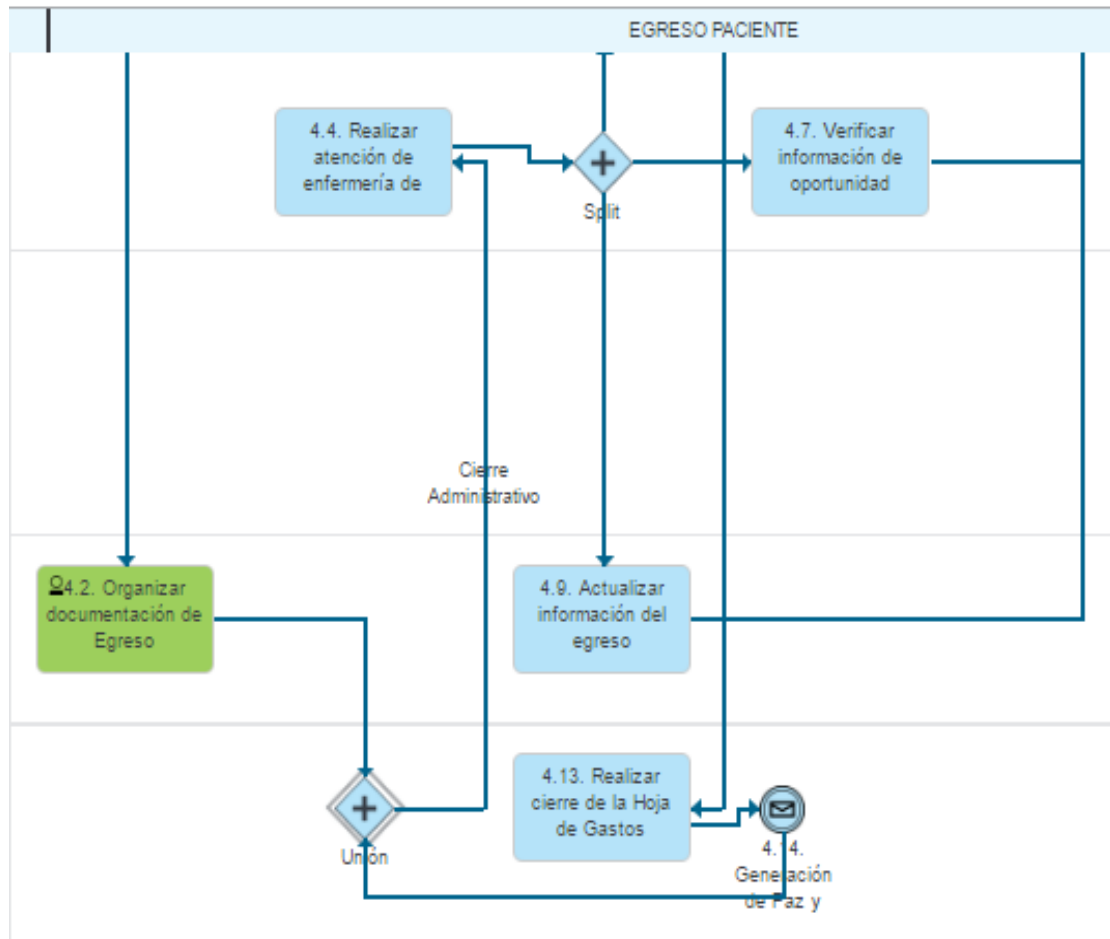 EGRESO PACIENTE
4.4. Realizar
atención de
enfermería de
4.7. Verificar
información de
oportunidad
Split
Cierre
Administrativo
4.2. Organizar
documentación de
Egreso
4.9. Actualizar
información del
egreso
4.13. Realizar
cierre de la Hoja
de Gastos
Unión
4.14.
Generación
de Paz y